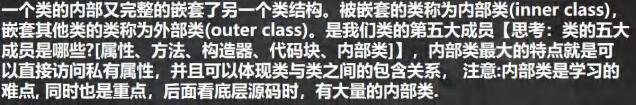 一个类的内部又完整的嵌套了另一个类结构。被嵌套的类称为内部类(inner class),
嵌套其他类的类称为外部类(outer class)。是我们类的第五大成员【思考：类的五大
成员是哪些?[属性、方法、构造器、代码块、内部类]】，内部类最大的特点就是可
以直接访问私有属性，并且可以体现类与类之间的包含关系， 注意:内部类是学习的
难点, 同时也是重点，后面看底层源码时，有大量的内部类.